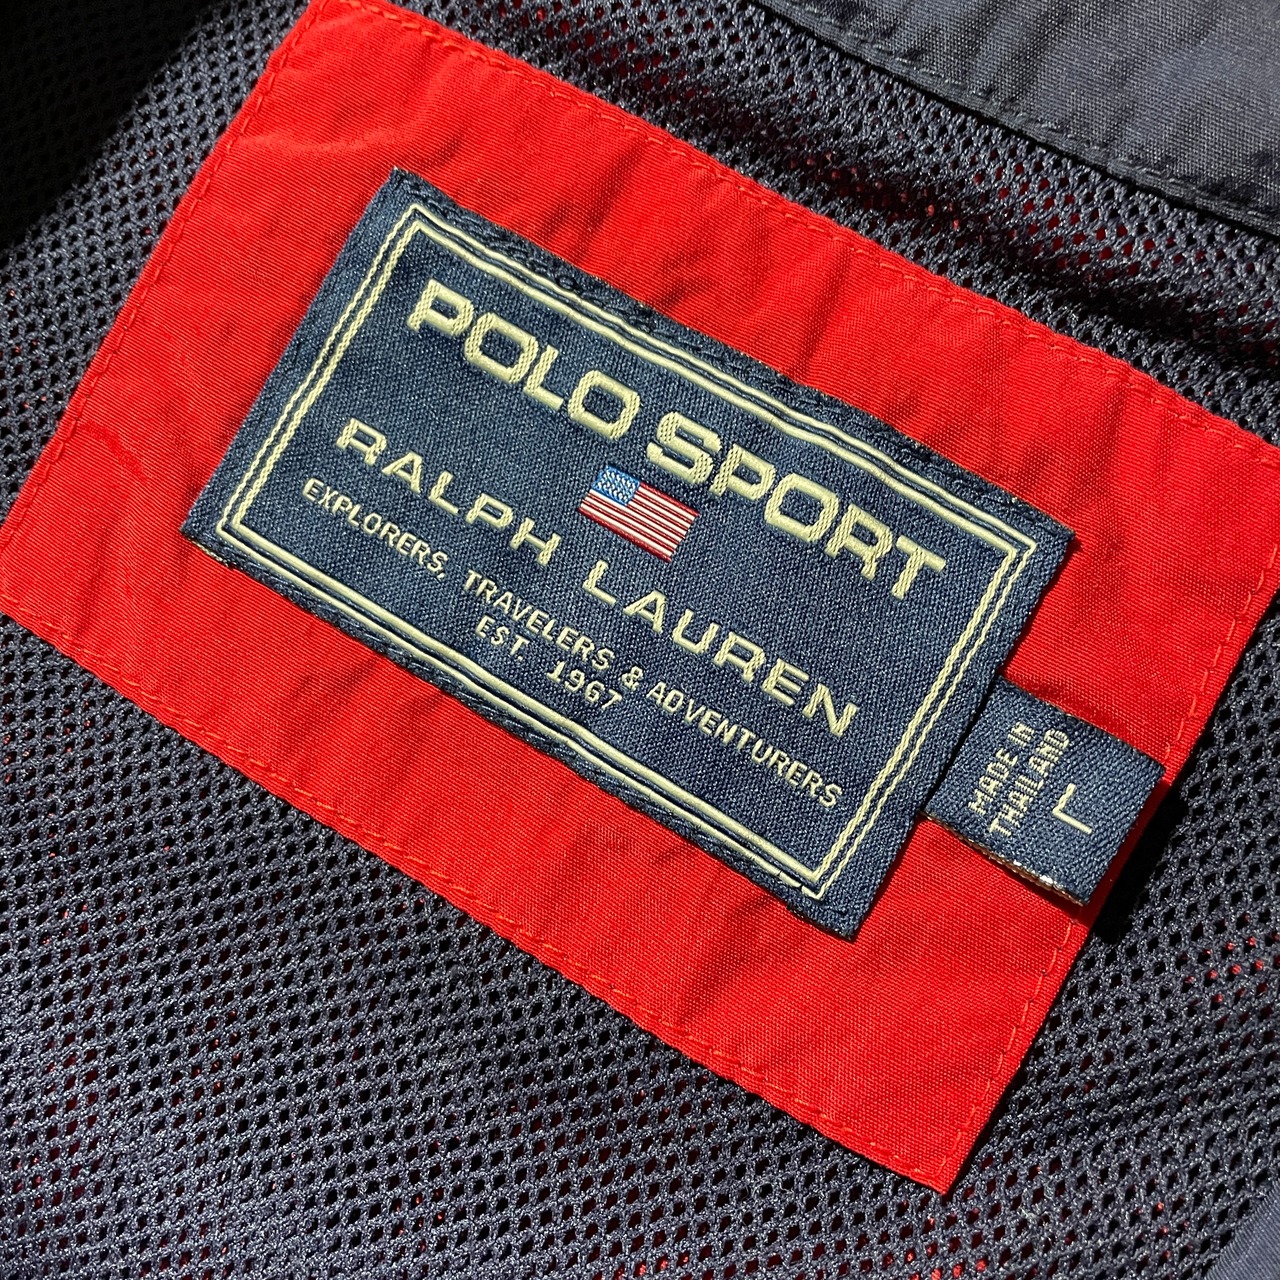 POLO SPORT
RALPH LAUREN
EXPLORERS, TRAVELERS & ADVENTURERS
EST. 1967
MADE IN
THAILAND
L